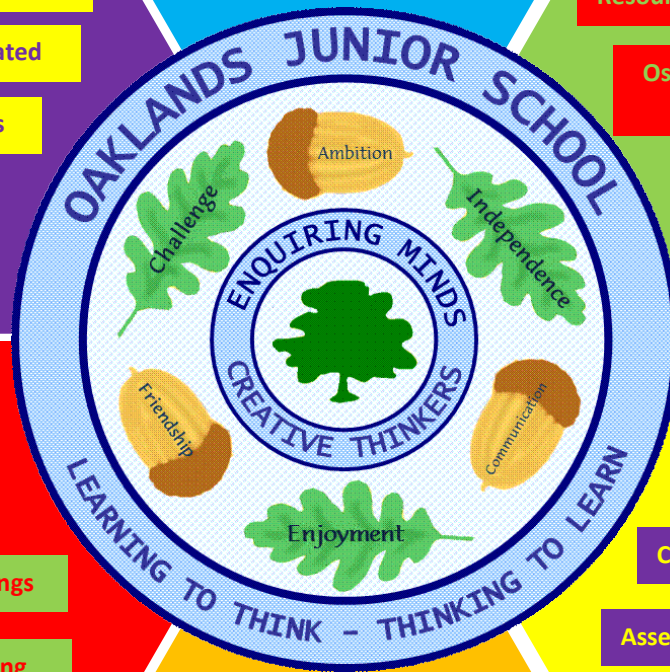 OAKLANDS JUNIOR SCHOOL
Ambition
Challenge
Independence
ENQUIRING MINDS
CREATIVE THINKERS
Friendship
Communication
Enjoyment
LEARNING TO THINK – THINKING TO LEARN